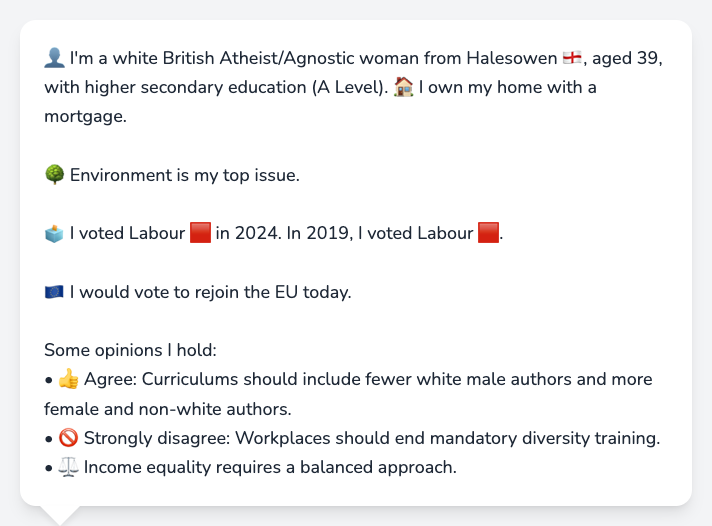 👤 I'm a white British Atheist/Agnostic woman from Halesowen 🏴󠁧󠁢󠁥󠁮󠁧󠁿, aged 39,
with higher secondary education (A Level). 🏠 I own my home with a
mortgage.
🌳 Environment is my top issue.
🗳️ I voted Labour 🟥 in 2024. In 2019, I voted Labour 🟥.
🇪🇺 I would vote to rejoin the EU today.
Some opinions I hold:
• 👍 Agree: Curriculums should include fewer white male authors and more
female and non-white authors.
• 🚫 Strongly disagree: Workplaces should end mandatory diversity training.
• ⚖️ Income equality requires a balanced approach.